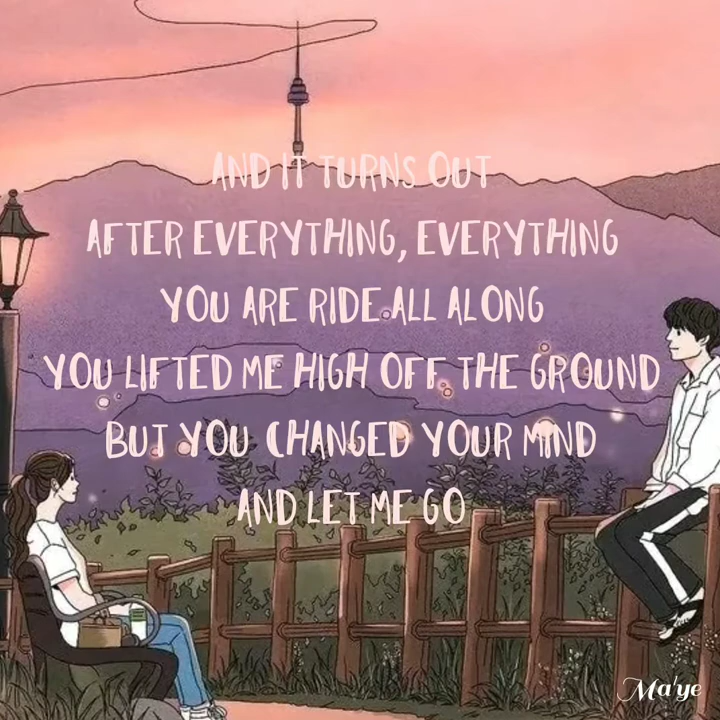 AND IT TURNS OUT
AFTER EVERYTHING, EVERYTHING
YOU ARE RIDE ALL ALONG
YOU LIFTED ME HIGH OFF THE GROUND
BUT YOU CHANGED YOUR MIND
AND LET ME GO
Ma'ye